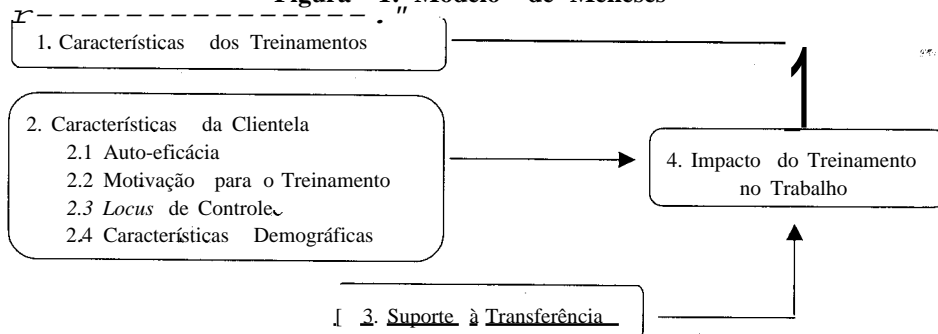 Figura 1. Modelo de Meneses
1. Características dos Treinamentos
2. Características da Clientela
2.1 Auto-eficácia
2.2 Motivação para o Treinamento
2.3 Locus de Controle
2.4 Características Demográficas
4. Impacto do Treinamento
no Trabalho
3. Suporte à Transferência